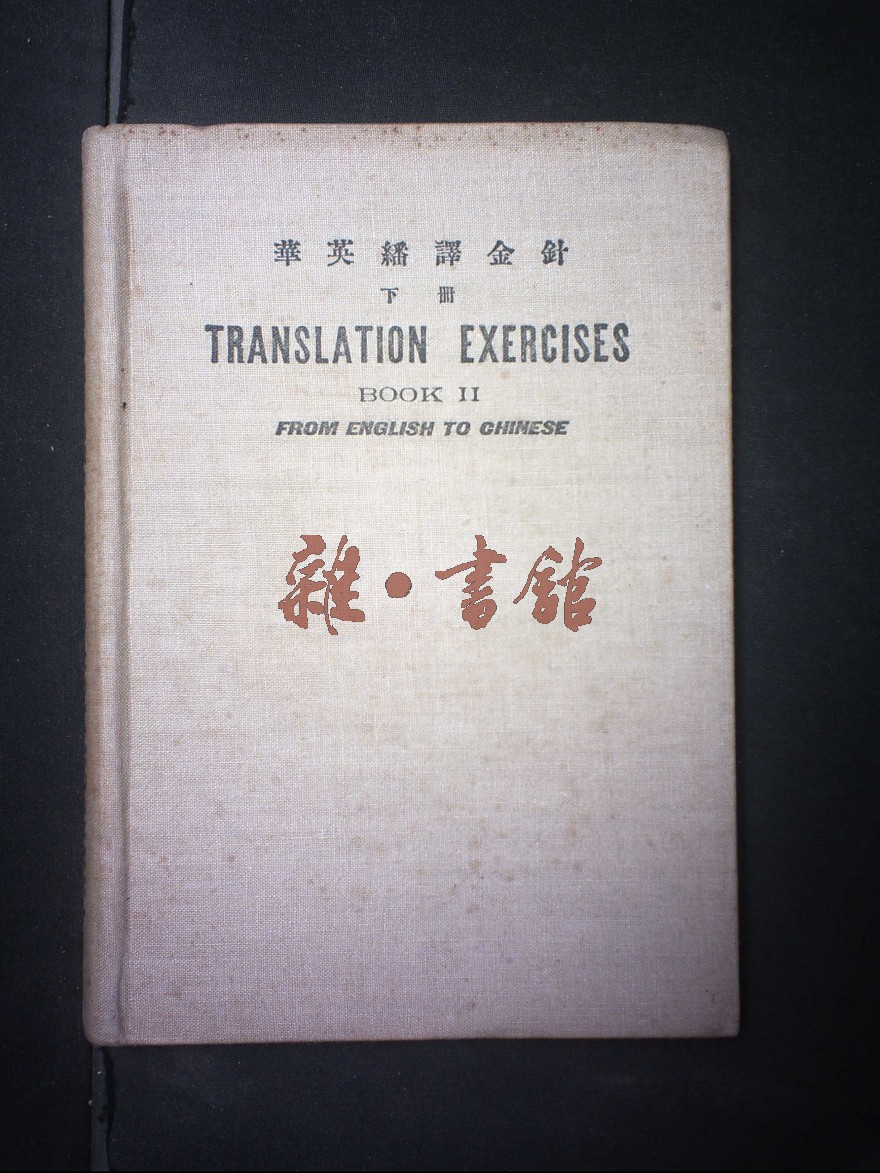 華英繙譯金針
下冊
TRANSLATION EXERCISES
BOOK II
FROM ENGLISH TO CHINESE
雜·書館